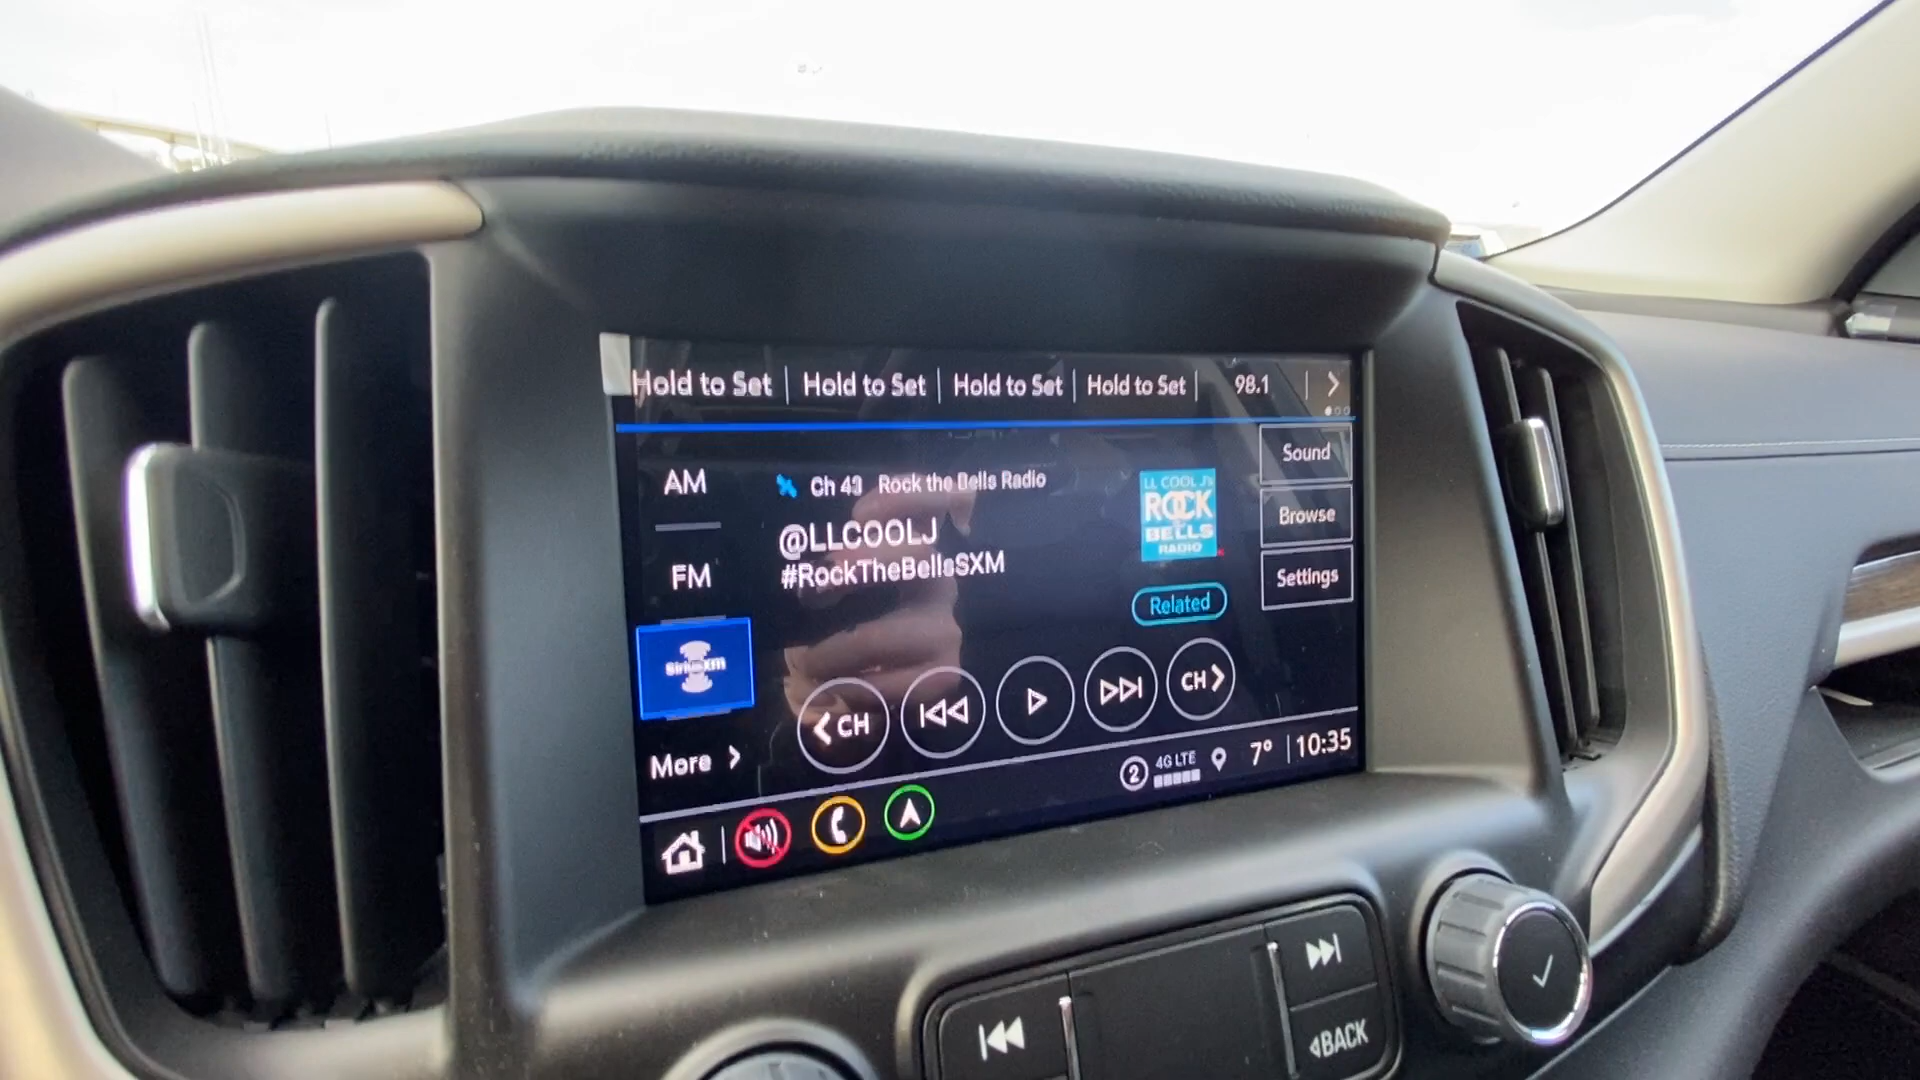 Hold to Set Hold to Set Hold to Set Hold to Set 98.1
AM
Ch 43 Rock the Bells Radio
LL COOL J's
ROCK
BELLS
RADIO
Sound
@LLCOOLJ
#RockTheBellsSXM
Browse
FM
Settings
Related
SiriusXM
CH
CH
More
2 4G LTE 7° 10:35
BACK